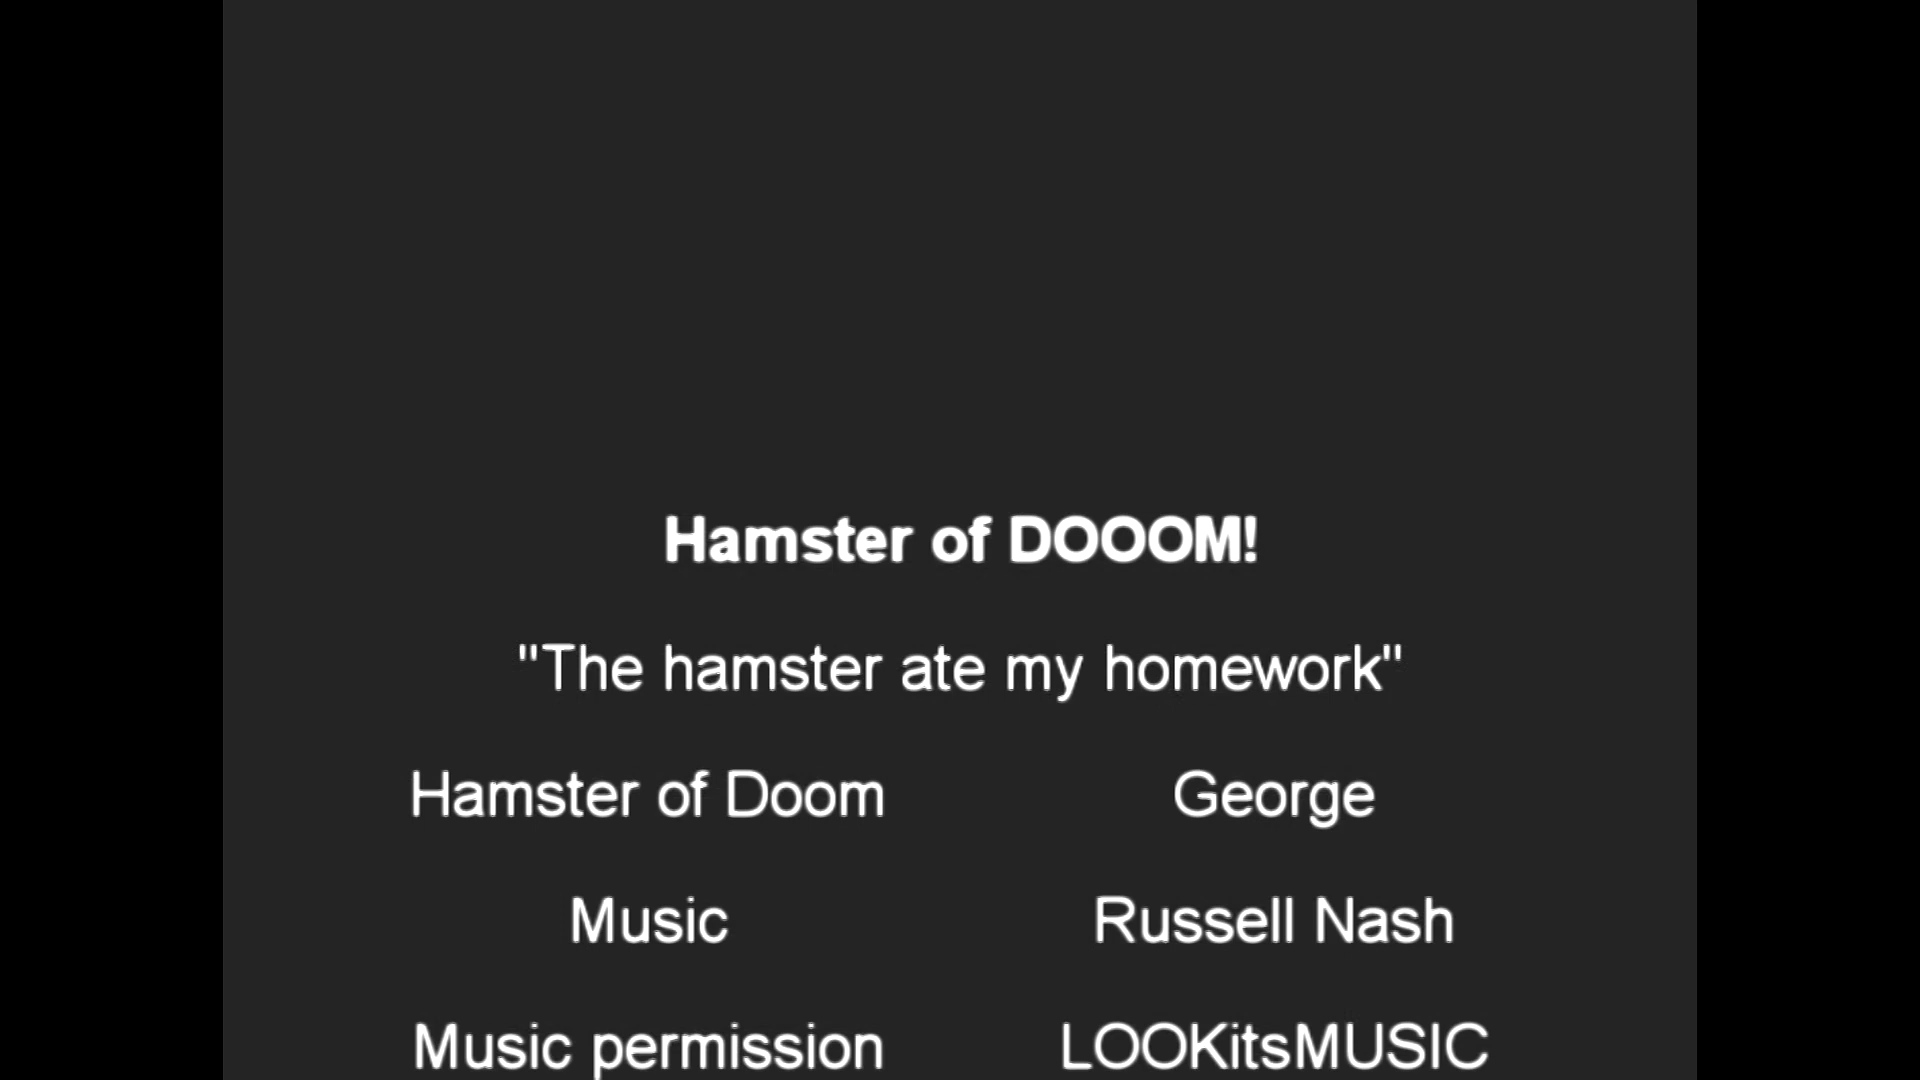 Hamster of DOOOM!
"The hamster ate my homework"
Hamster of Doom George
Music Russell Nash
Music permission LOOKitsMUSIC